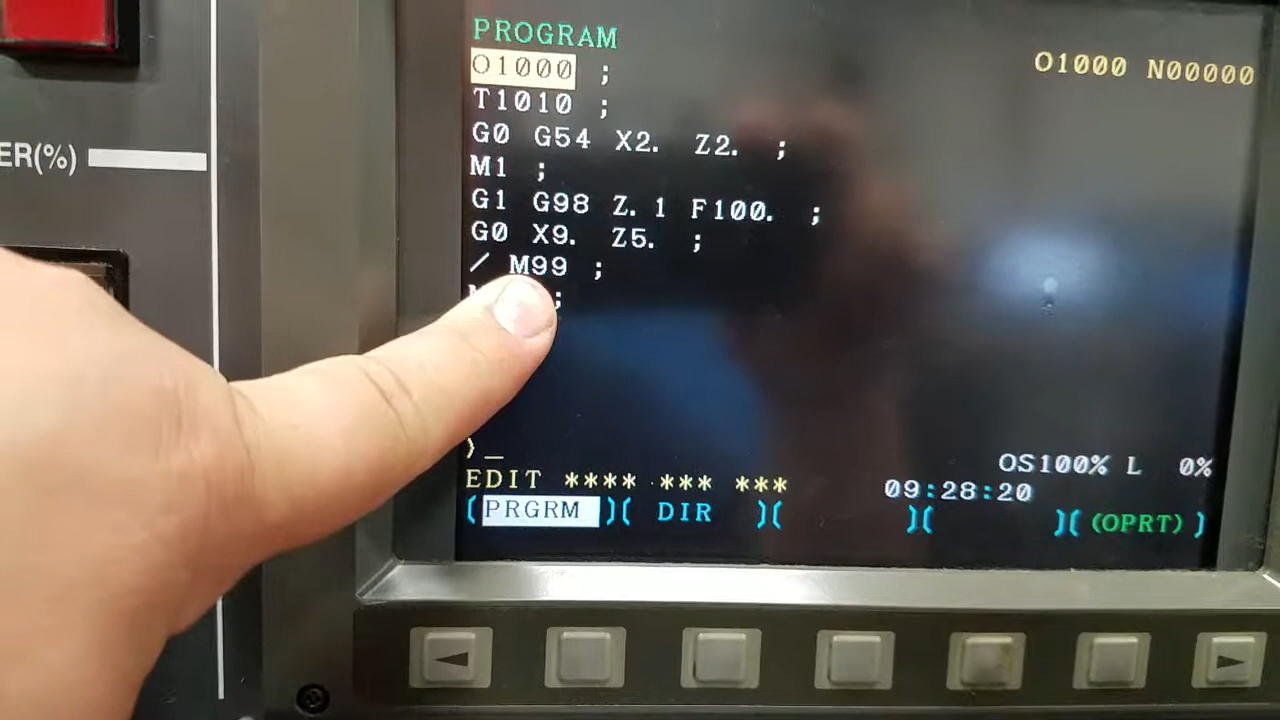 PROGRAM
O1000 ;
O1000 N00000
T1010 ;
G0 G54 X2. Z2. ;
M1 ;
ER(%)
G1 G98 Z.1 F100. ;
G0 X9. Z5. ;
/ M99 ;
;
)_
OS100% L 0%
EDIT **** *** ***
09:28:20
(PRGRM )( DIR )( )( )((OPRT) )